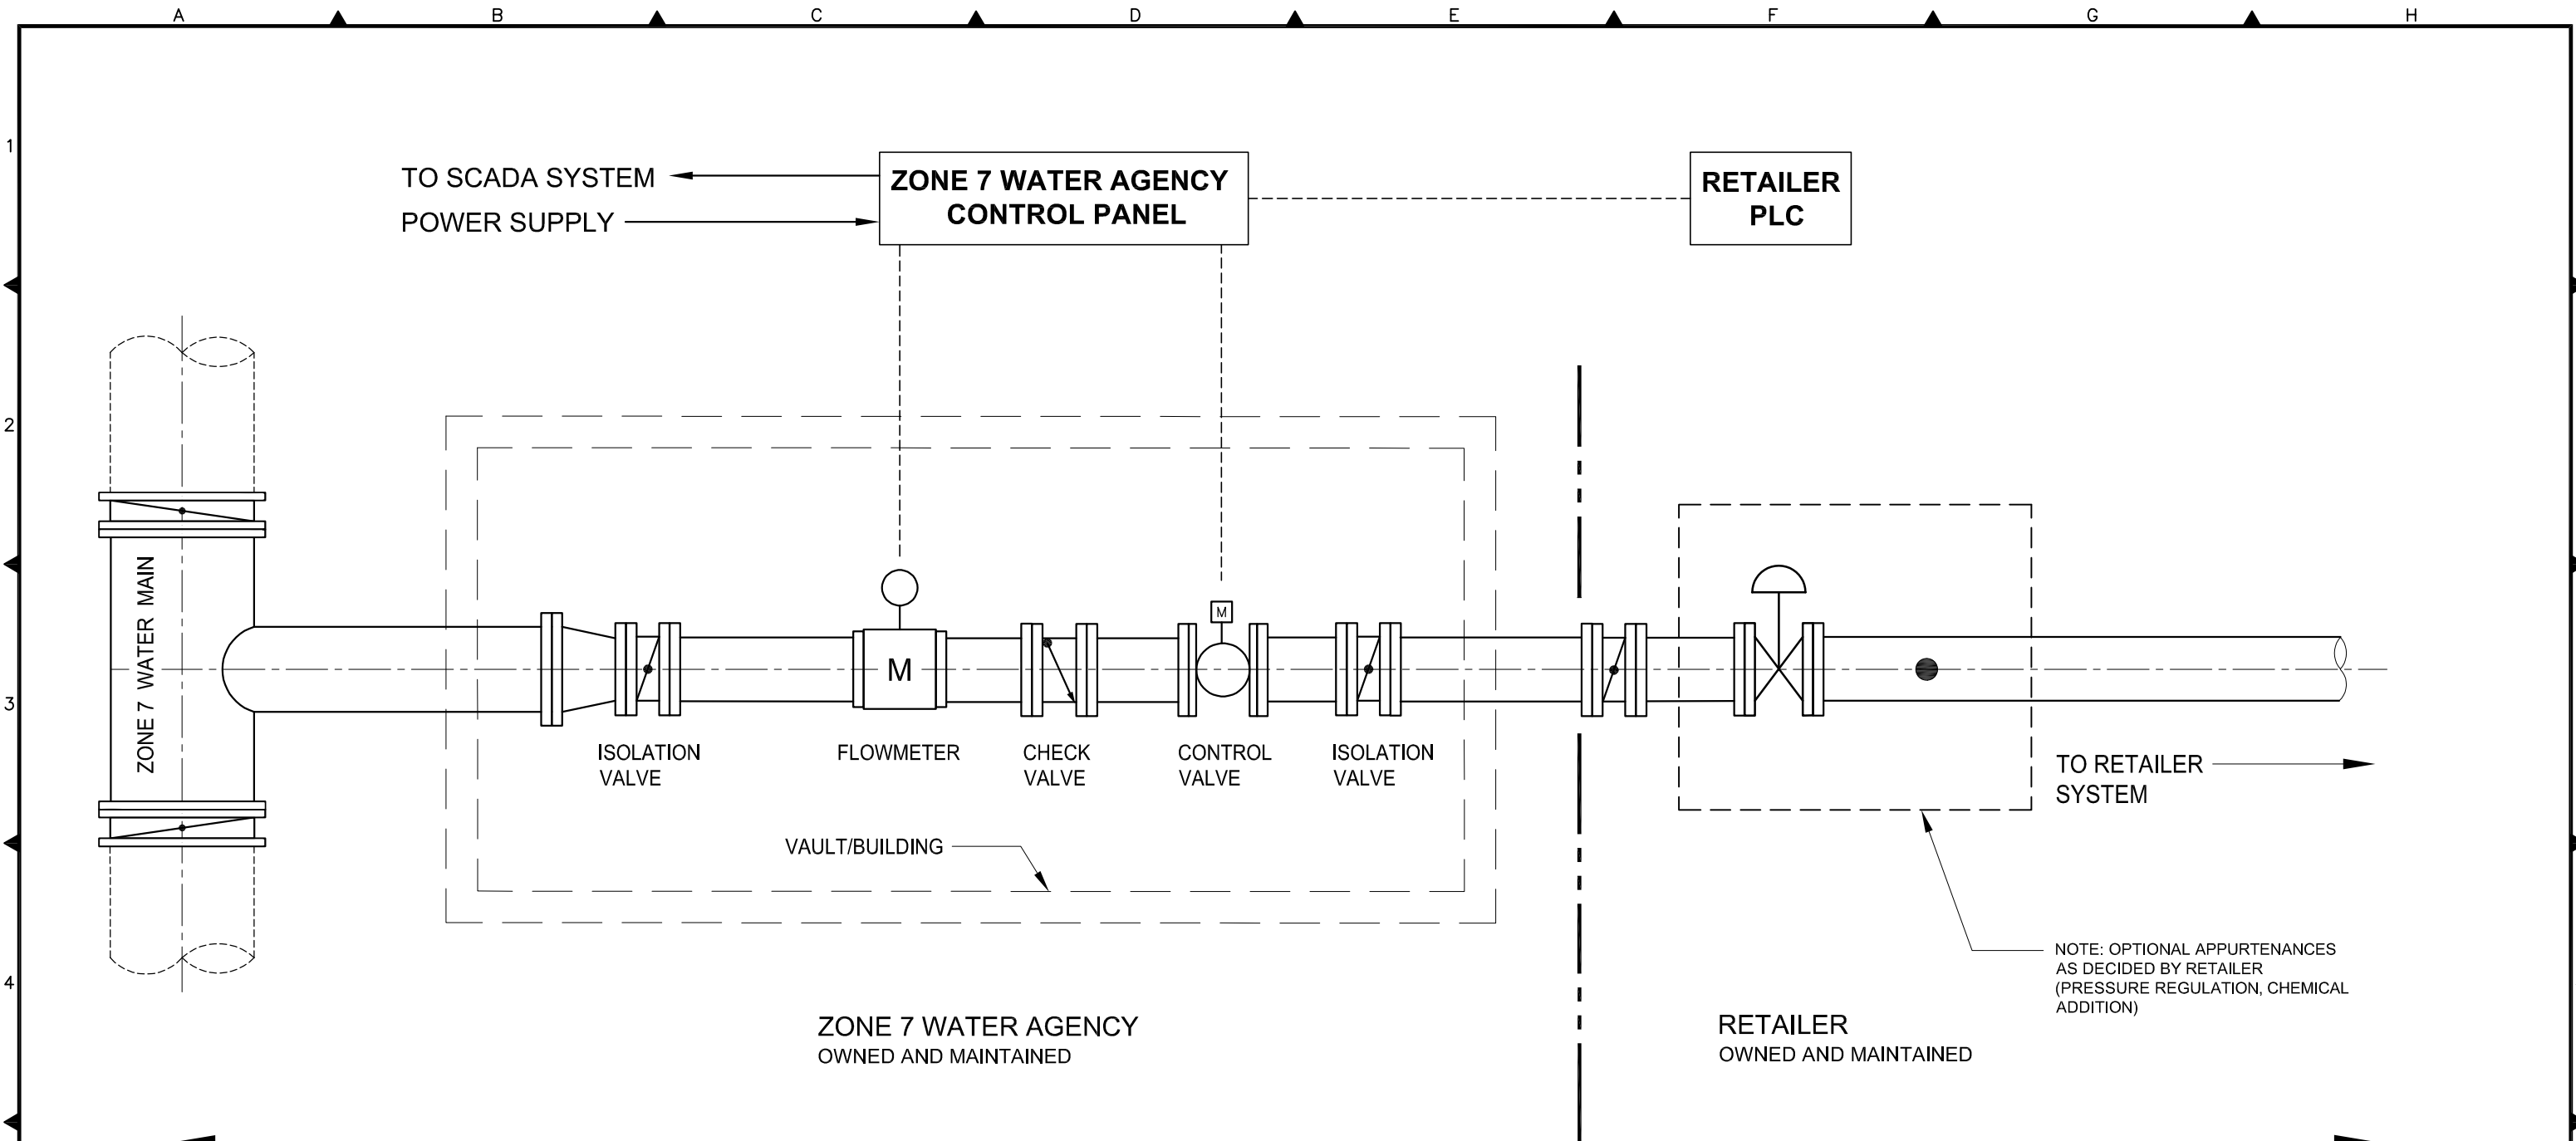 A B C D E F G H
1
TO SCADA SYSTEM
POWER SUPPLY
ZONE 7 WATER AGENCY
CONTROL PANEL
RETAILER
PLC
2
ZONE 7 WATER MAIN
M
M
3
ISOLATION
VALVE
FLOWMETER
CHECK
VALVE
CONTROL
VALVE
ISOLATION
VALVE
TO RETAILER
SYSTEM
VAULT/BUILDING
4
NOTE: OPTIONAL APPURTENANCES
AS DECIDED BY RETAILER
(PRESSURE REGULATION, CHEMICAL
ADDITION)
ZONE 7 WATER AGENCY
OWNED AND MAINTAINED
RETAILER
OWNED AND MAINTAINED